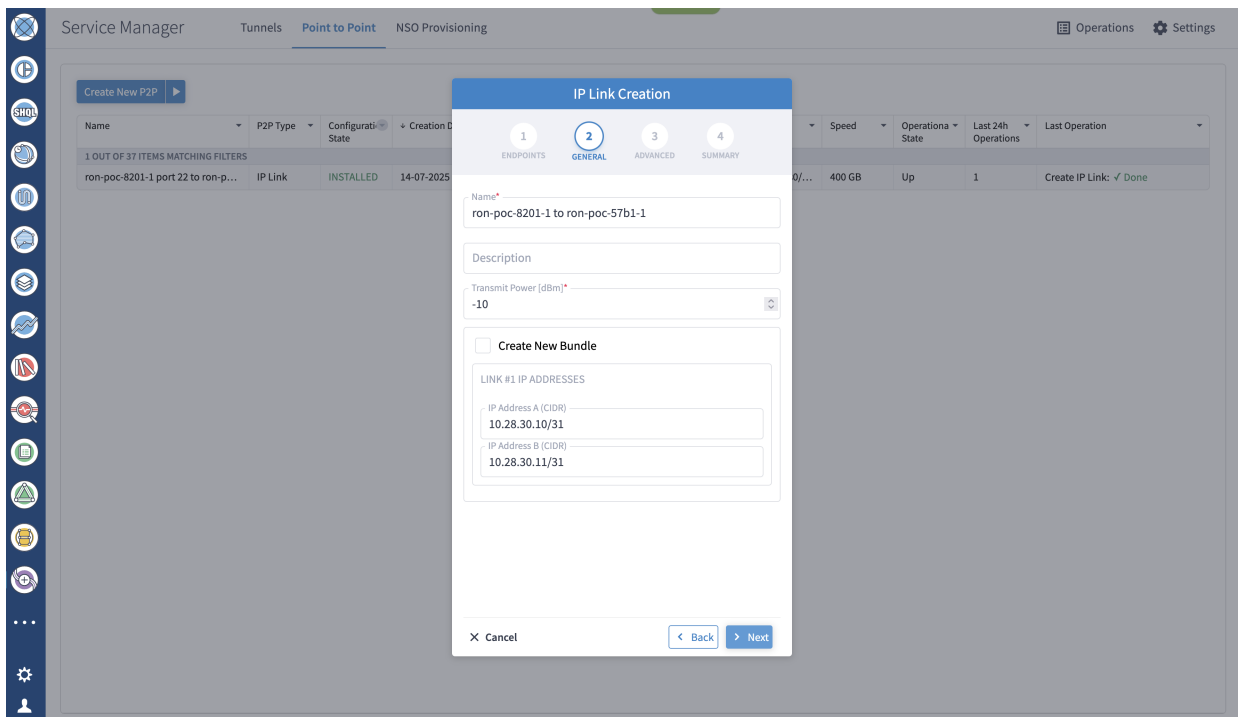 Service Manager
Tunnels
Point to Point
NSO Provisioning
Operations
Settings
SHQL
Create New P2P
Name
P2P Type
Configurati
State
Creation D
Speed
Operationa
State
Last 24h
Operations
Last Operation
1 OUT OF 37 ITEMS MATCHING FILTERS
ron-poc-8201-1 port 22 to ron-p...
IP Link
INSTALLED
14-07-2025
0/...
400 GB
Up
1
Create IP Link: ✓ Done
IP Link Creation
1
2
3
4
ENDPOINTS
GENERAL
ADVANCED
SUMMARY
Name*
ron-poc-8201-1 to ron-poc-57b1-1
Description
Transmit Power [dBm]*
-10
Create New Bundle
LINK #1 IP ADDRESSES
IP Address A (CIDR)
10.28.30.10/31
IP Address B (CIDR)
10.28.30.11/31
Cancel
Back
Next